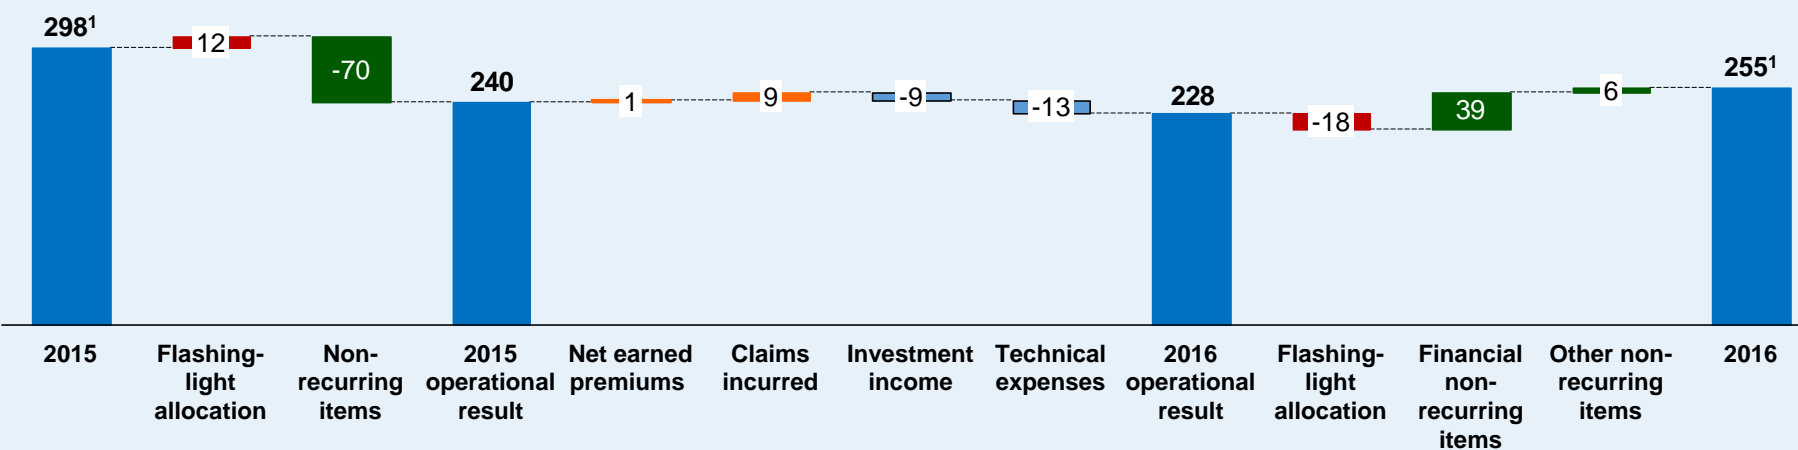 298¹
12
-70
240
1
9
-9
-13
228
-18
39
6
255¹
2015
Flashing-
light
allocation
Non-
recurring
items
2015
operational
result
Net earned
premiums
Claims
incurred
Investment
income
Technical
expenses
2016
operational
result
Flashing-
light
allocation
Financial
non-
recurring
items
Other non-
recurring
items
2016